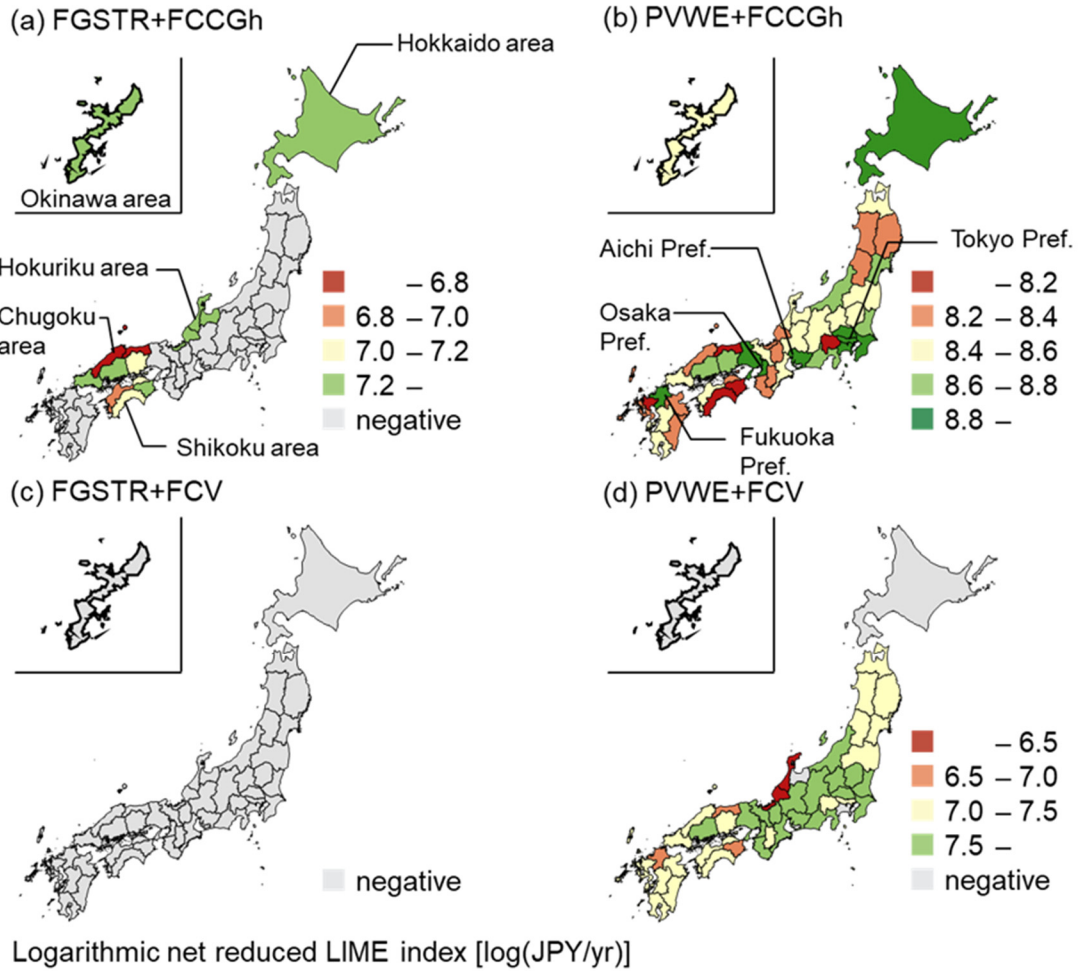 (a) FGSTR+FCCGh
Hokkaido area
Okinawa area
Hokuriku area
Chugoku
area
Shikoku area
– 6.8
6.8 – 7.0
7.0 – 7.2
7.2 –
negative
(b) PVWE+FCCGh
Aichi Pref.
Tokyo Pref.
Osaka
Pref.
Fukuoka
Pref.
– 8.2
8.2 – 8.4
8.4 – 8.6
8.6 – 8.8
8.8 –
(c) FGSTR+FCV
negative
(d) PVWE+FCV
– 6.5
6.5 – 7.0
7.0 – 7.5
7.5 –
negative
Logarithmic net reduced LIME index [log(JPY/yr)]